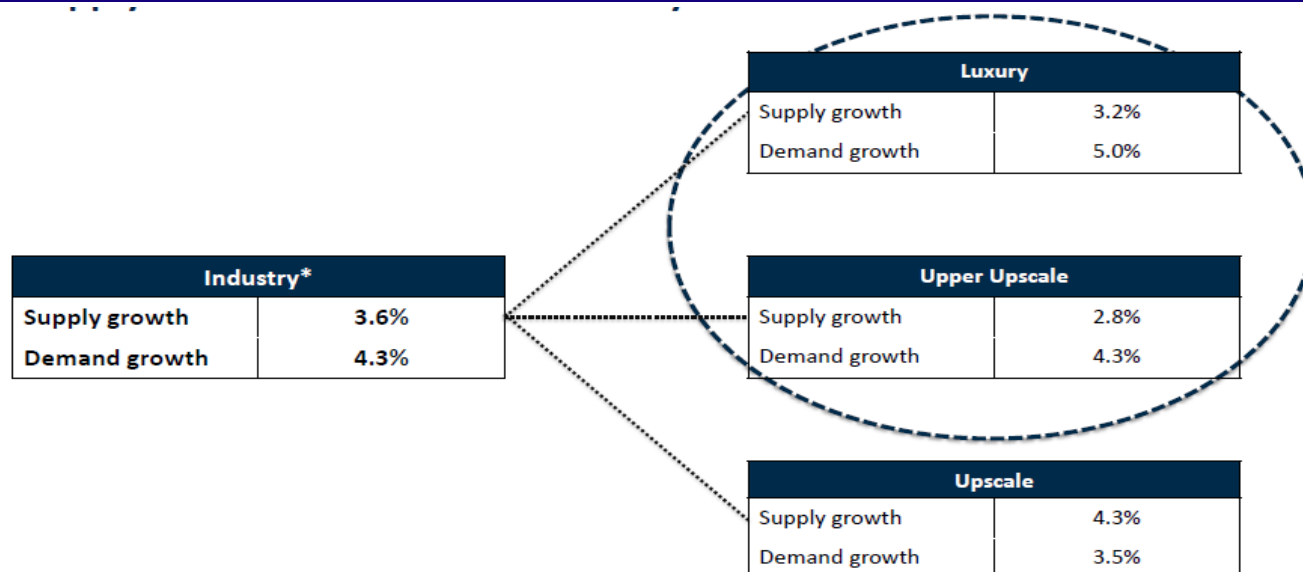 Luxury
Supply growth 3.2%
Demand growth 5.0%
Industry*
Supply growth 3.6%
Demand growth 4.3%
Upper Upscale
Supply growth 2.8%
Demand growth 4.3%
Upscale
Supply growth 4.3%
Demand growth 3.5%